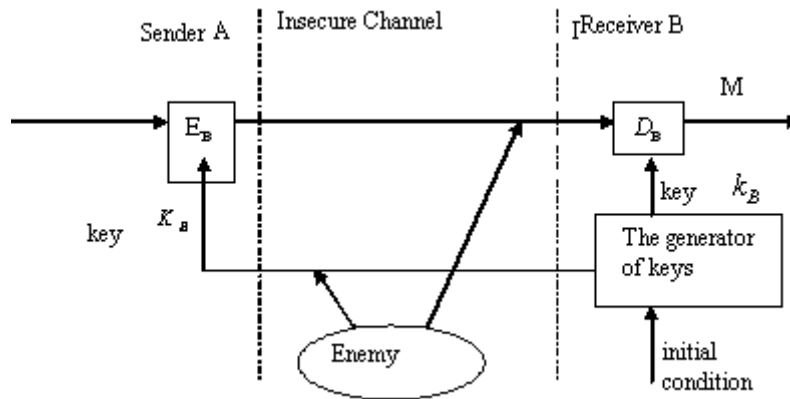 Sender A
Insecure Channel
Receiver B
M
E_B
D_B
key
K_B
key
k_B
The generator
of keys
Enemy
initial
condition